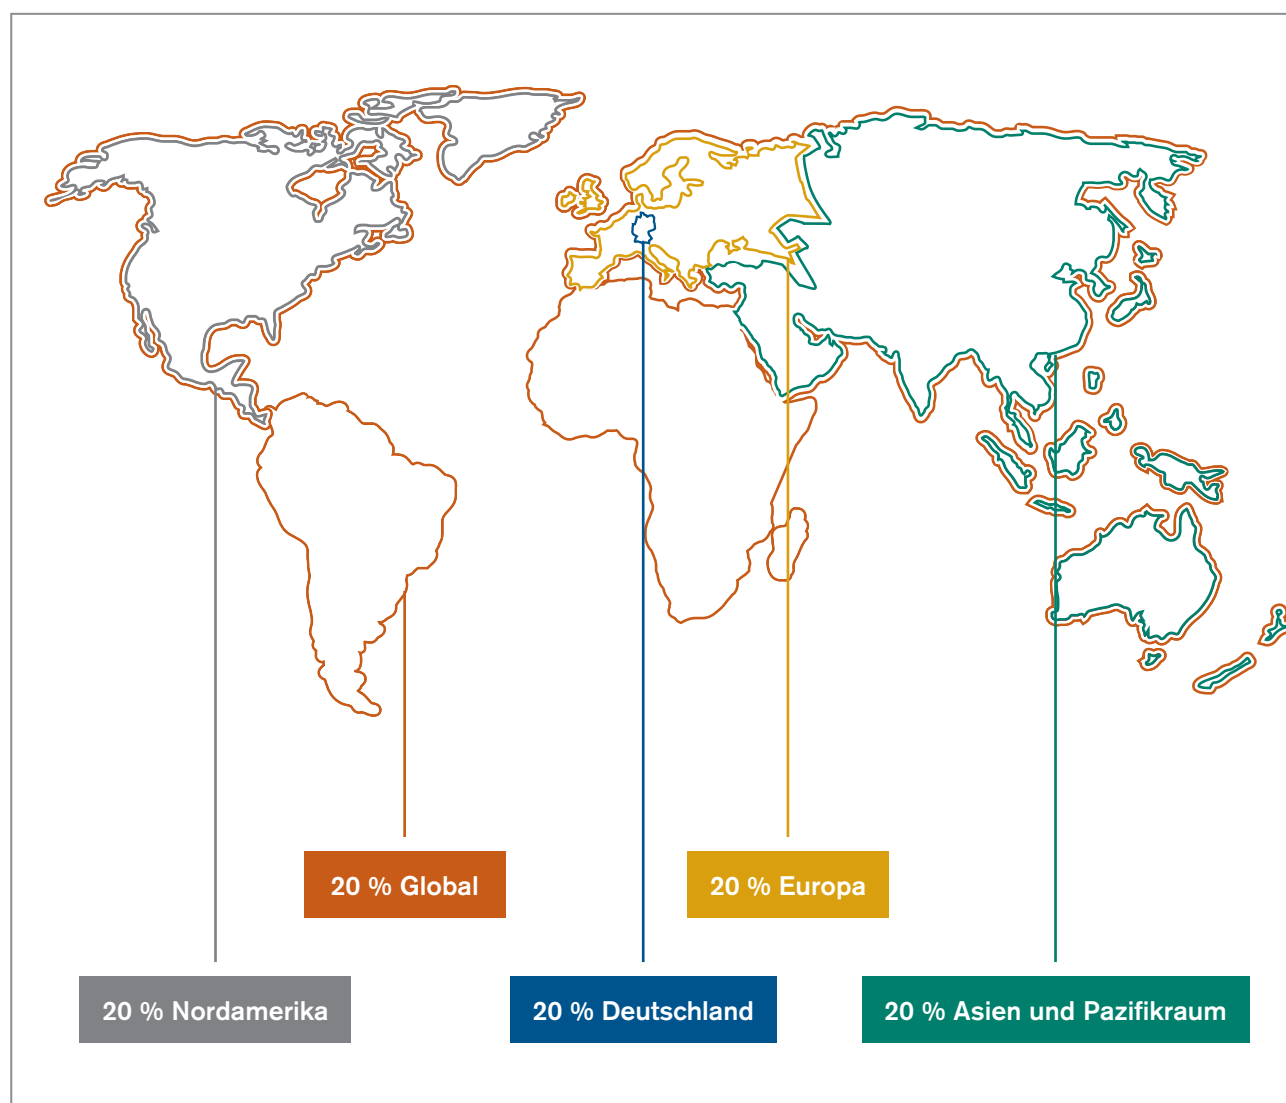 20 % Global
20 % Europa
20 % Nordamerika
20 % Deutschland
20 % Asien und Pazifikraum